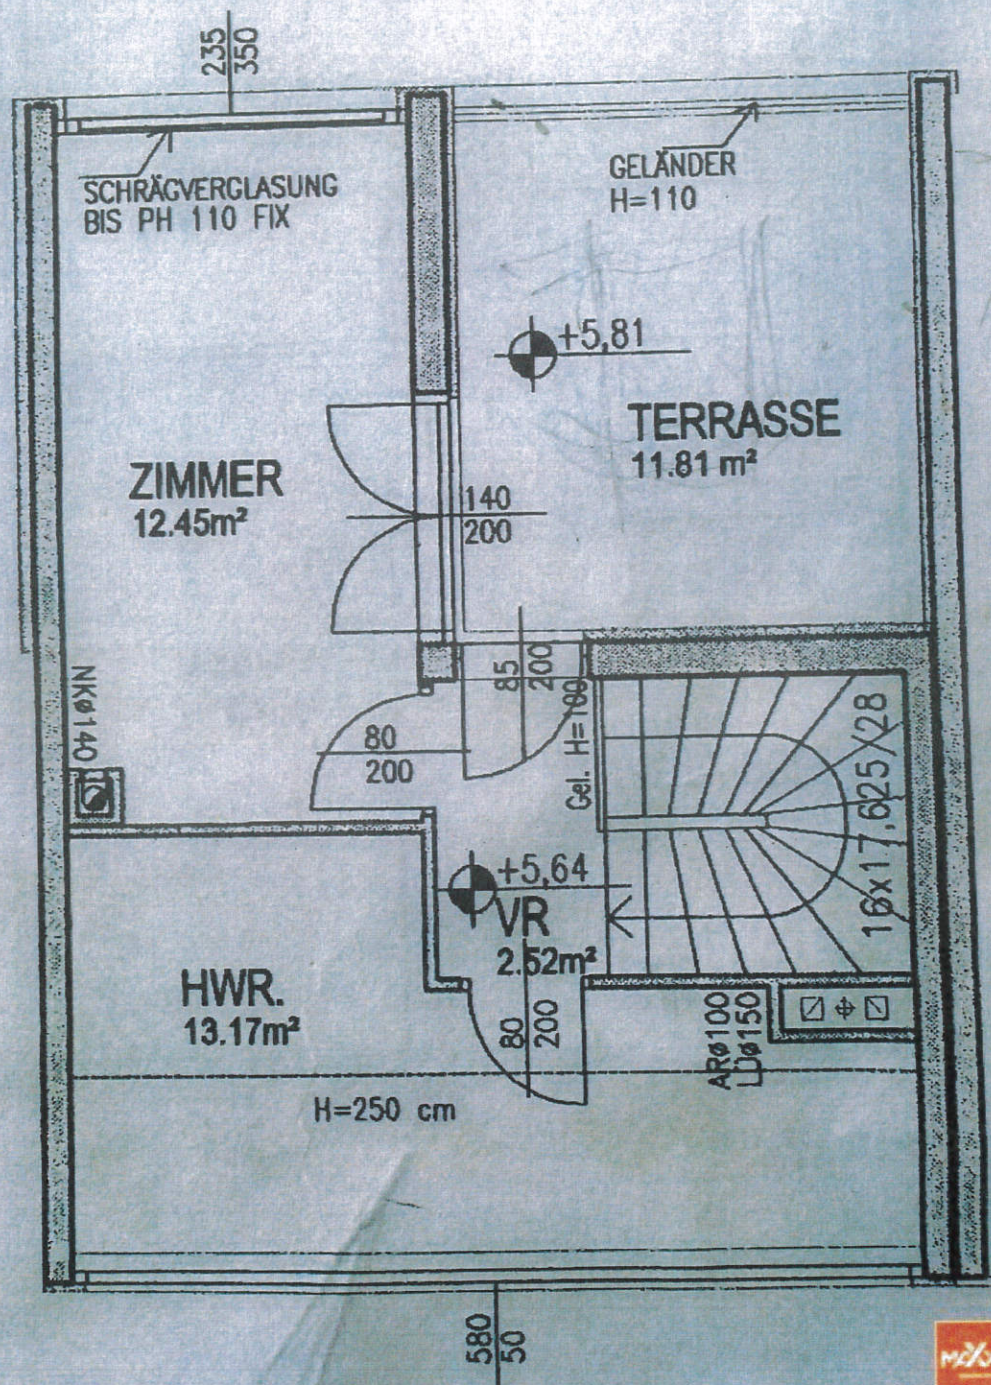 235
350
SCHRÄGVERGLASUNG
BIS PH 110 FIX
GELÄNDER
H=110
+5,81
TERRASSE
11.81 m²
ZIMMER
12.45m²
140
200
85
200
NKø140
80
200
Gel. H=100
16x17,625/28
+5,64
VR
2.52m²
HWR.
13.17m²
80
200
ARø100
LÜø150
H=250 cm
580
50